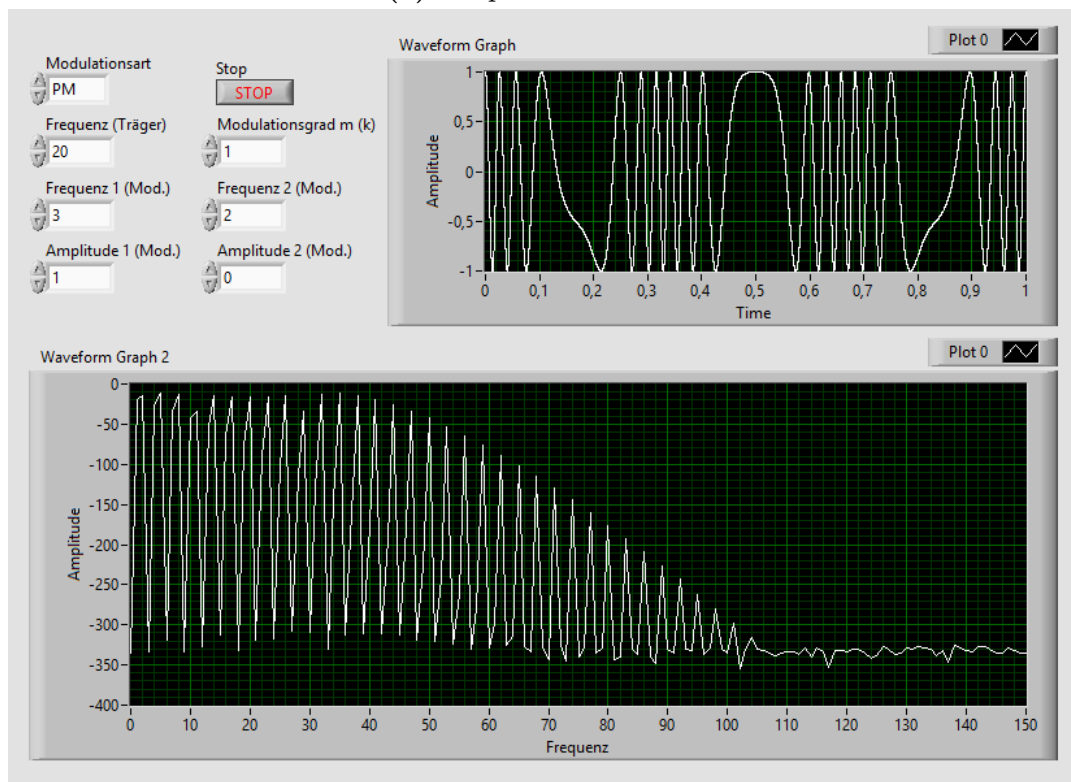 Modulationsart
PM
Stop
STOP
Frequenz (Träger)
20
Modulationsgrad m (k)
1
Frequenz 1 (Mod.)
3
Frequenz 2 (Mod.)
2
Amplitude 1 (Mod.)
1
Amplitude 2 (Mod.)
0
Waveform Graph
Plot 0
Amplitude
1
0,5
0
-0,5
-1
0 0,1 0,2 0,3 0,4 0,5 0,6 0,7 0,8 0,9 1
Time
Waveform Graph 2
Plot 0
Amplitude
0
-50
-100
-150
-200
-250
-300
-350
-400
0 10 20 30 40 50 60 70 80 90 100 110 120 130 140 150
Frequenz